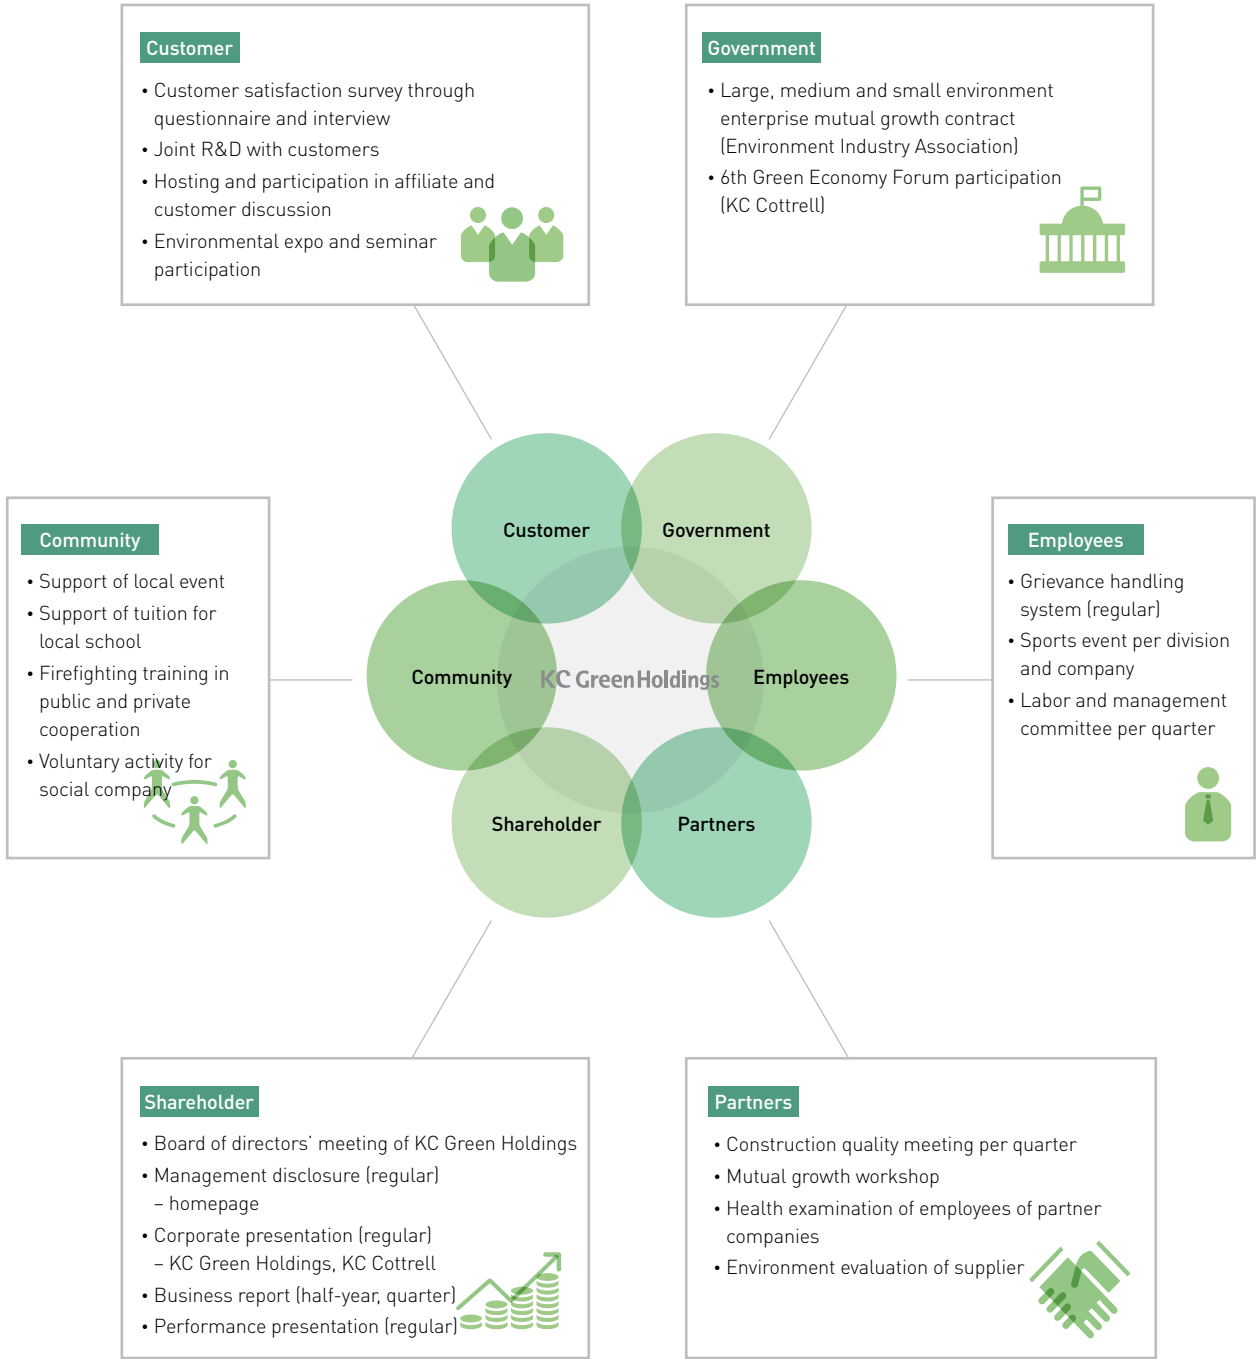 Customer
• Customer satisfaction survey through
questionnaire and interview
• Joint R&D with customers
• Hosting and participation in affiliate and
customer discussion
• Environmental expo and seminar
participation
Government
• Large, medium and small environment
enterprise mutual growth contract
(Environment Industry Association)
• 6th Green Economy Forum participation
(KC Cottrell)
Community
• Support of local event
• Support of tuition for
local school
• Firefighting training in
public and private
cooperation
• Voluntary activity for
social company
Customer
Government
Community
KC GreenHoldings
Employees
Shareholder
Partners
Employees
• Grievance handling
system (regular)
• Sports event per division
and company
• Labor and management
committee per quarter
Shareholder
• Board of directors’ meeting of KC Green Holdings
• Management disclosure (regular)
– homepage
• Corporate presentation (regular)
– KC Green Holdings, KC Cottrell
• Business report (half-year, quarter)
• Performance presentation (regular)
Partners
• Construction quality meeting per quarter
• Mutual growth workshop
• Health examination of employees of partner
companies
• Environment evaluation of supplier